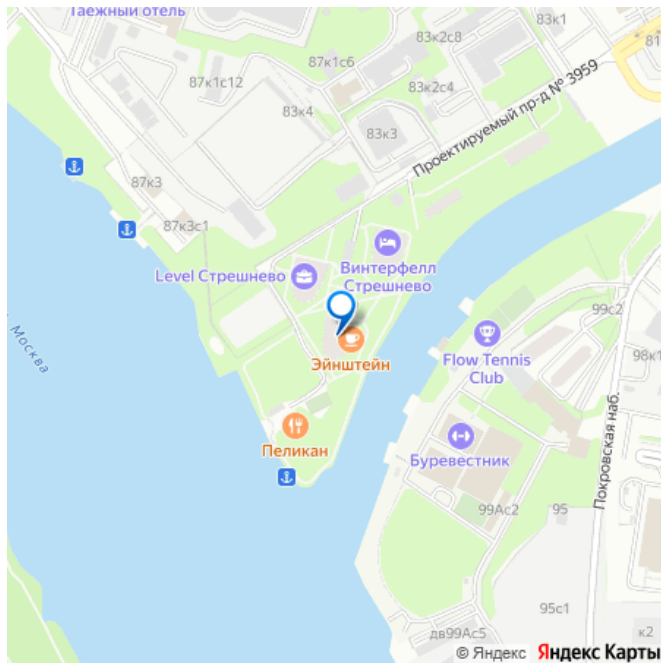 Таежный отель
83к1
83к2с8
81
87к1с6
87к1с12
83к2с4
83к4
83к3
Проектируемый пр-д № 3959
87к3
87к3с1
Level Стрешнево
Винтерфелл
Стрешнево
Москва
99с2
Flow Tennis
Club
98к1
Эйнштейн
Пеликан
Буревестник
Покровская наб.
99Ас2
95
95с1
дв99Ас5
к2
© Яндекс Яндекс Карты